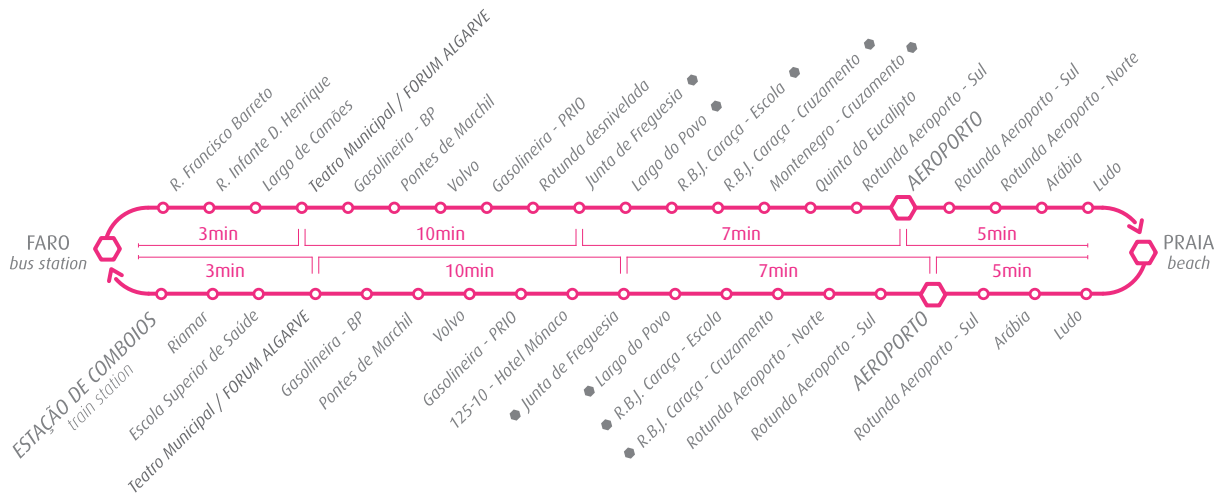 R. Francisco Barreto
R. Infante D. Henrique
Largo de Camões
Teatro Municipal / FORUM ALGARVE
Gasolineira - BP
Pontes de Marchil
Volvo
Gasolineira - PRIO
Rotunda desnivelada
Junta de Freguesia
Largo do Povo
R.B.J. Caraça - Escola
R.B.J. Caraça - Cruzamento
Montenegro - Cruzamento
Quinta do Eucalipto
Rotunda Aeroporto - Sul
AEROPORTO
Rotunda Aeroporto - Sul
Rotunda Aeroporto - Norte
Arábia
Ludo
FARO
bus station
3min
10min
7min
5min
PRAIA
beach
3min
10min
7min
5min
ESTAÇÃO DE COMBOIOS
train station
Riamar
Escola Superior de Saúde
Teatro Municipal / FORUM ALGARVE
Gasolineira - BP
Pontes de Marchil
Volvo
Gasolineira - PRIO
125-10 - Hotel Mónaco
Junta de Freguesia
Largo do Povo
R.B.J. Caraça - Escola
R.B.J. Caraça - Cruzamento
Rotunda Aeroporto - Norte
Rotunda Aeroporto - Sul
AEROPORTO
Rotunda Aeroporto - Sul
Arábia
Ludo